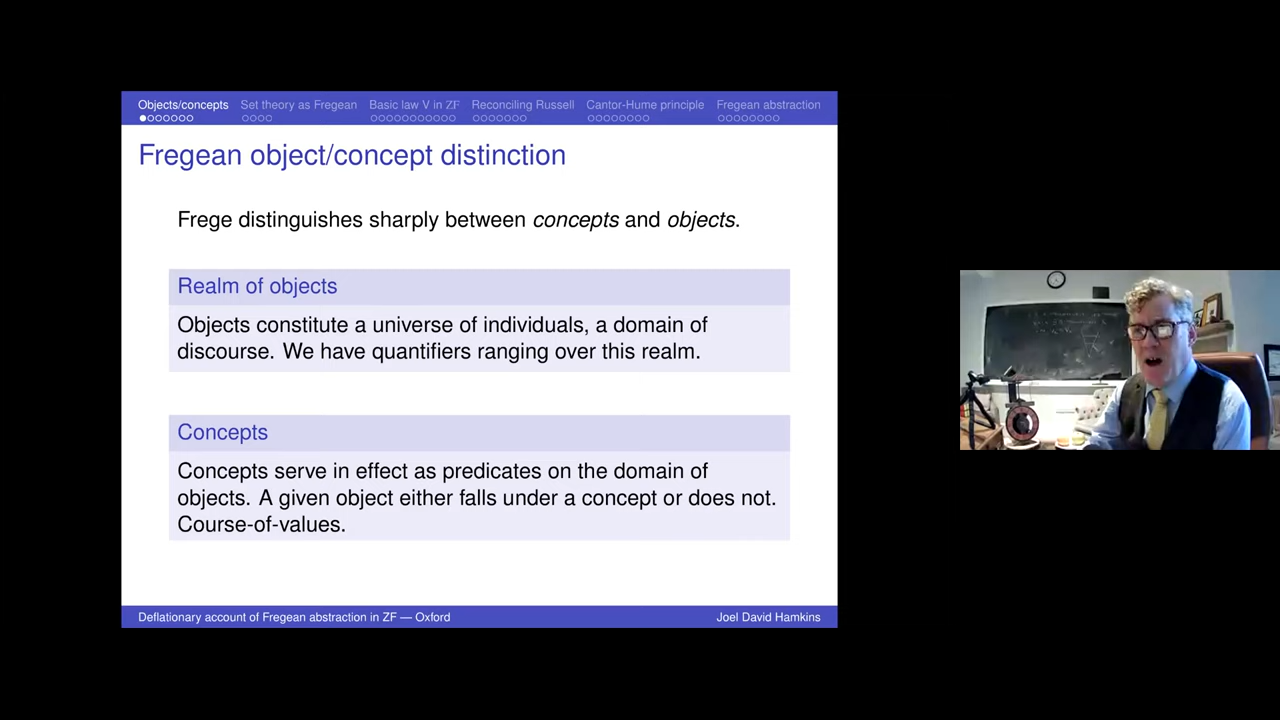 Objects/concepts Set theory as Fregean Basic law V in ZF Reconciling Russell Cantor-Hume principle Fregean abstraction
Fregean object/concept distinction
Frege distinguishes sharply between concepts and objects.
Realm of objects
Objects constitute a universe of individuals, a domain of
discourse. We have quantifiers ranging over this realm.
Concepts
Concepts serve in effect as predicates on the domain of
objects. A given object either falls under a concept or does not.
Course-of-values.
Deflationary account of Fregean abstraction in ZF — Oxford Joel David Hamkins